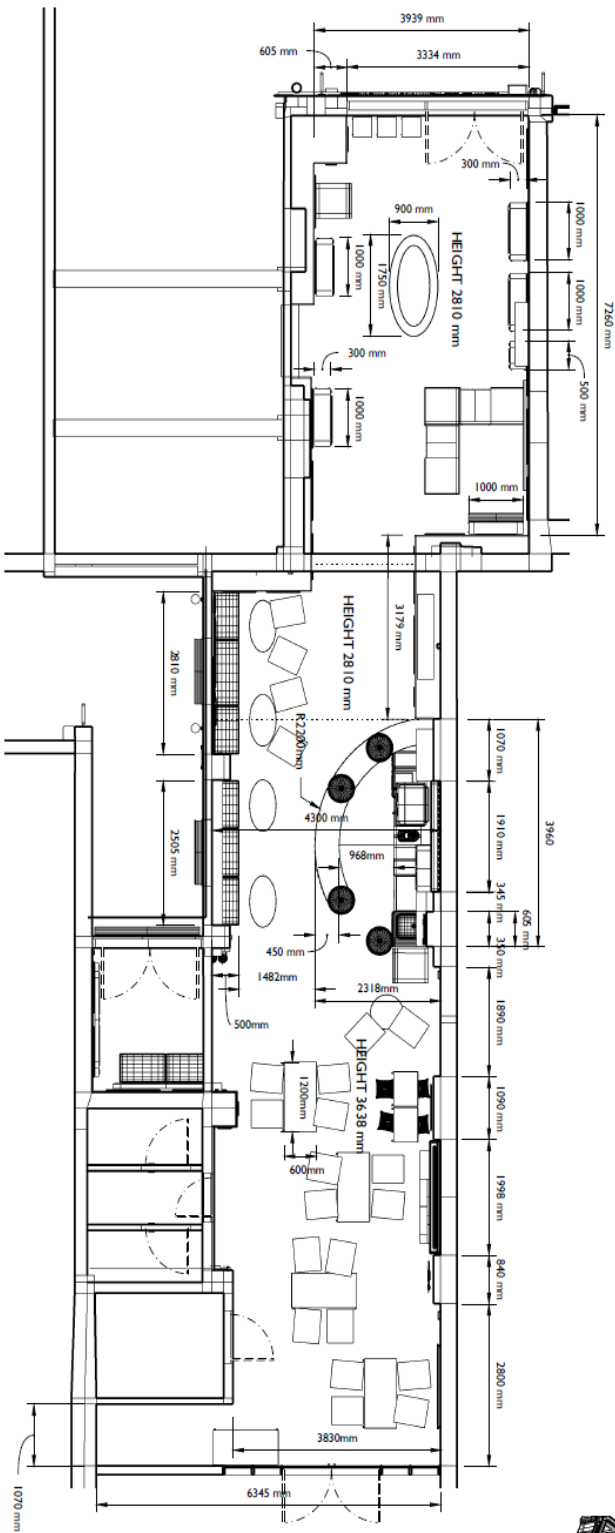 3939 mm
605 mm
3334 mm
300 mm
900 mm
1000 mm
HEIGHT 2810 mm
1000 mm
1750 mm
1000 mm
7260 mm
300 mm
500 mm
1000 mm
1000 mm
HEIGHT 2810 mm
3179 mm
2810 mm
R2200mm
1070 mm
4300 mm
3960
1910 mm
968mm
2505 mm
345 mm
605 mm
450 mm
350 mm
1482mm
2318mm
500mm
1890 mm
HEIGHT 3638 mm
1200mm
1090 mm
600mm
1998 mm
840 mm
2800 mm
3830mm
6345 mm
1070 mm